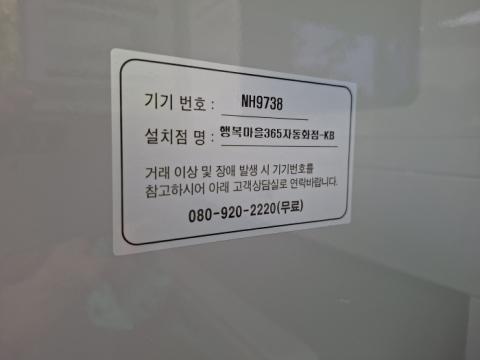 기기 번호 : NH9738
설치점 명 : 행복마을365자동화점-KB
거래 이상 및 장애 발생 시 기기번호를
참고하시어 아래 고객상담실로 연락바랍니다.
080-920-2220(무료)